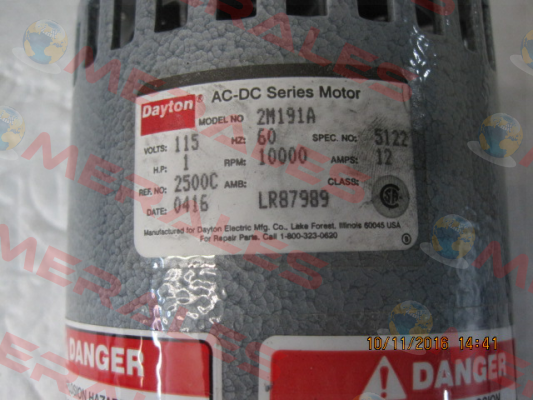 Dayton AC-DC Series Motor
MODEL NO 2M191A
VOLTS: 115 HZ: 60 SPEC. NO: 5122
H.P: 1 RPM: 10000 AMPS: 12
REF. NO: 2500C AMB: CLASS:
DATE: 0416 LR87989
Manufactured for Dayton Electric Mfg. Co., Lake Forest, Illinois 60045 USA
For Repair Parts, Call 1-800-323-0620
DANGER
DANGER
10/11/2016 14:41